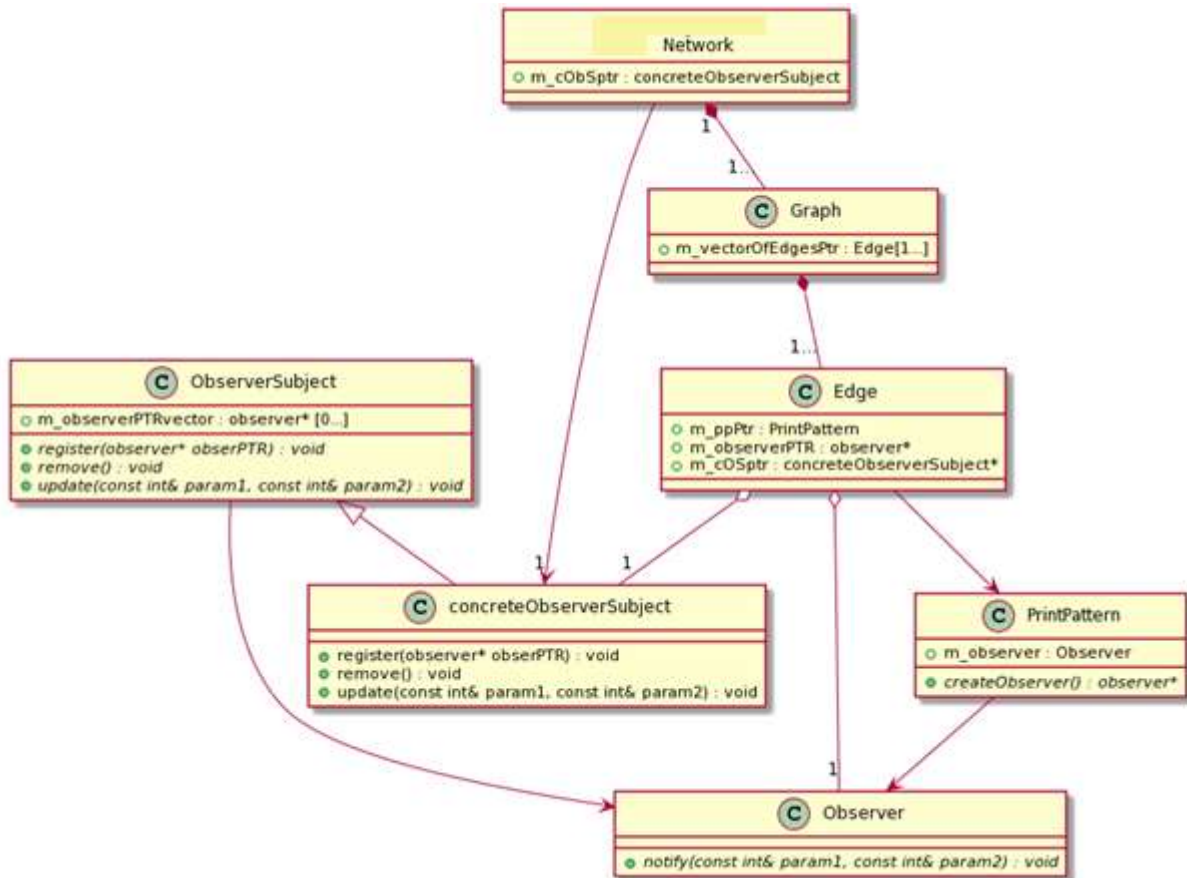 Network
m_cObSptr : concreteObserverSubject
1
1...
C Graph
m_vectorOfEdgesPtr : Edge[1...]
1...
C ObserverSubject
m_observerPTRvector : observer* [0...]
register(observer* obserPTR) : void
remove() : void
update(const int& param1, const int& param2) : void
C Edge
m_ppPtr : PrintPattern
m_observerPTR : observer*
m_cOSptr : concreteObserverSubject*
1
1
C concreteObserverSubject
register(observer* obserPTR) : void
remove() : void
update(const int& param1, const int& param2) : void
C PrintPattern
m_observer : Observer
createObserver() : observer*
1
C Observer
notify(const int& param1, const int& param2) : void